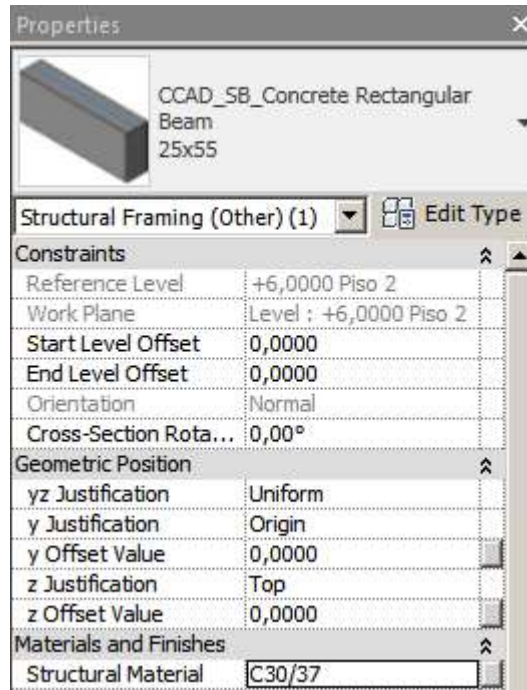 Properties
CCAD_SB_Concrete Rectangular
Beam
25x55
Structural Framing (Other) (1) Edit Type
Constraints
Reference Level +6,0000 Piso 2
Work Plane Level : +6,0000 Piso 2
Start Level Offset 0,0000
End Level Offset 0,0000
Orientation Normal
Cross-Section Rota... 0,00°
Geometric Position
yz Justification Uniform
y Justification Origin
y Offset Value 0,0000
z Justification Top
z Offset Value 0,0000
Materials and Finishes
Structural Material C30/37